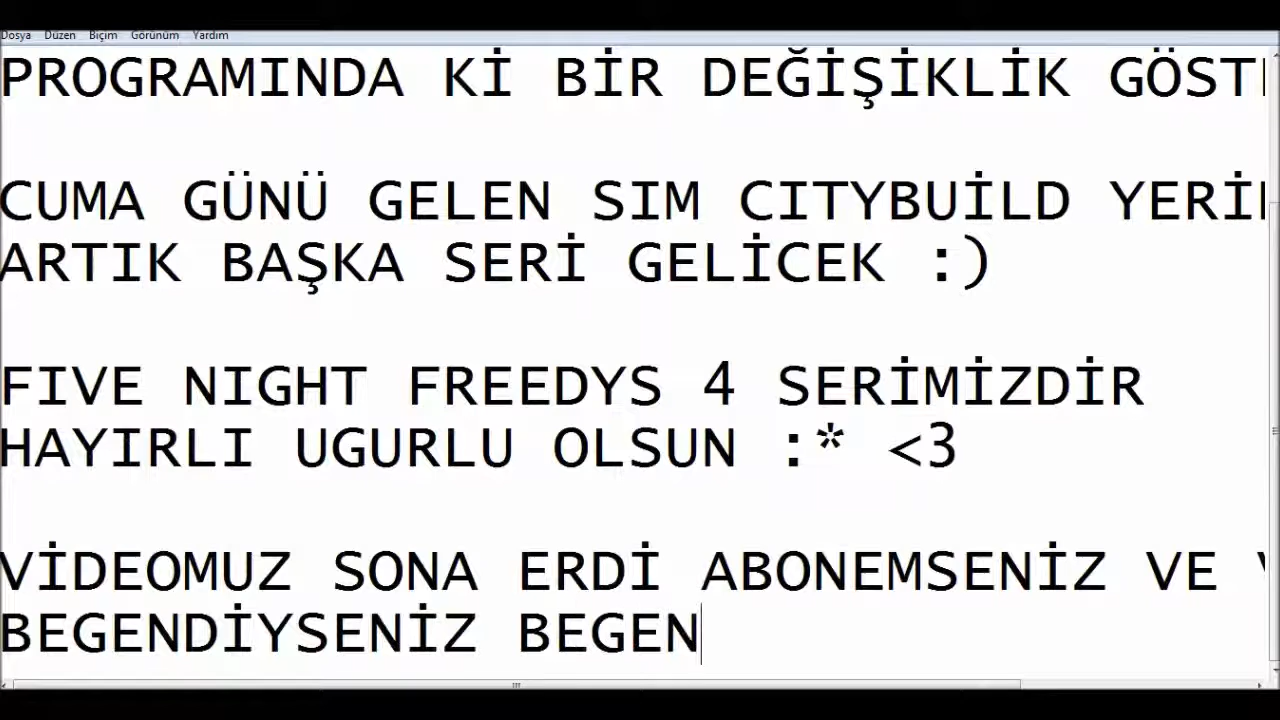 Dosya Düzen Biçim Görünüm Yardım
PROGRAMINDA Kİ BİR DEĞİŞİKLİK
CUMA GÜNÜ GELEN SIM CITYBUİLD
ARTIK BAŞKA SERİ GELİCEK :)
FIVE NIGHT FREEDYS 4 SERİMİZDİR
HAYIRLI UGURLU OLSUN :* <3
VİDEOMUZ SONA ERDİ ABONEMSENİZ VE
BEGENDİYSENİZ BEGEN